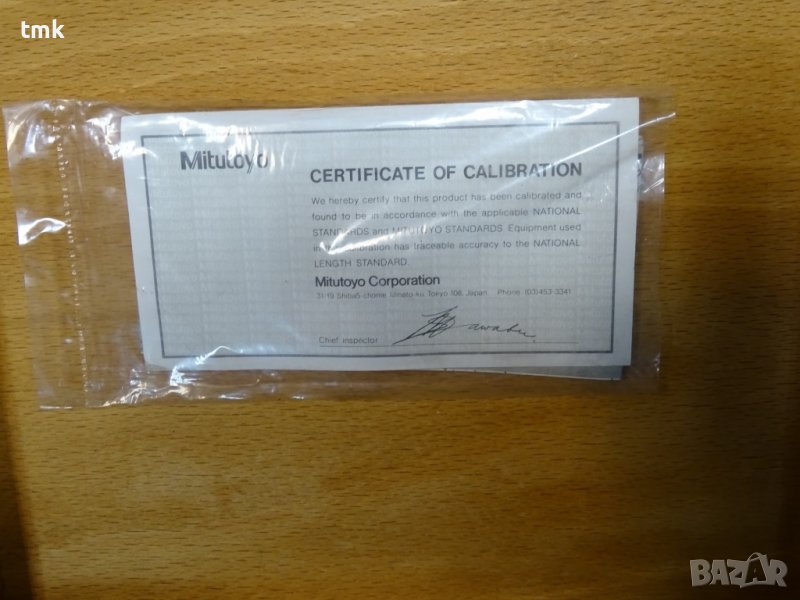 tmk
Mitutoyo
CERTIFICATE OF CALIBRATION
We hereby certify that this product has been calibrated and
found to be in accordance with the applicable NATIONAL
STANDARDS and MITUTOYO STANDARDS. Equipment used
in the calibration has traceable accuracy to the NATIONAL
LENGTH STANDARD.
Mitutoyo Corporation
31-19 Shiba5-chome Minato-ku Tokyo 108, Japan. Phone (03)453-3341
Chief inspector
BAZAR